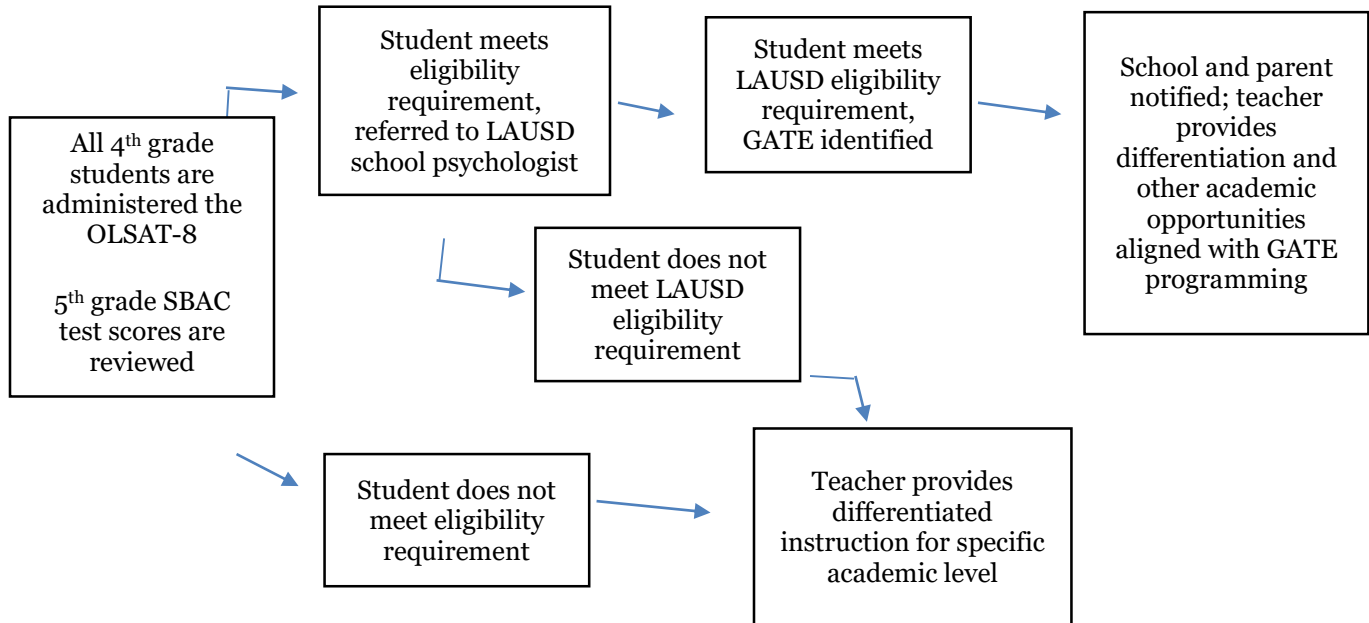 All 4th grade
students are
administered the
OLSAT-8
5th grade SBAC
test scores are
reviewed
Student meets
eligibility
requirement,
referred to LAUSD
school psychologist
Student meets
LAUSD eligibility
requirement,
GATE identified
School and parent
notified; teacher
provides
differentiation and
other academic
opportunities
aligned with GATE
programming
Student does not
meet LAUSD
eligibility
requirement
Student does not
meet eligibility
requirement
Teacher provides
differentiated
instruction for specific
academic level